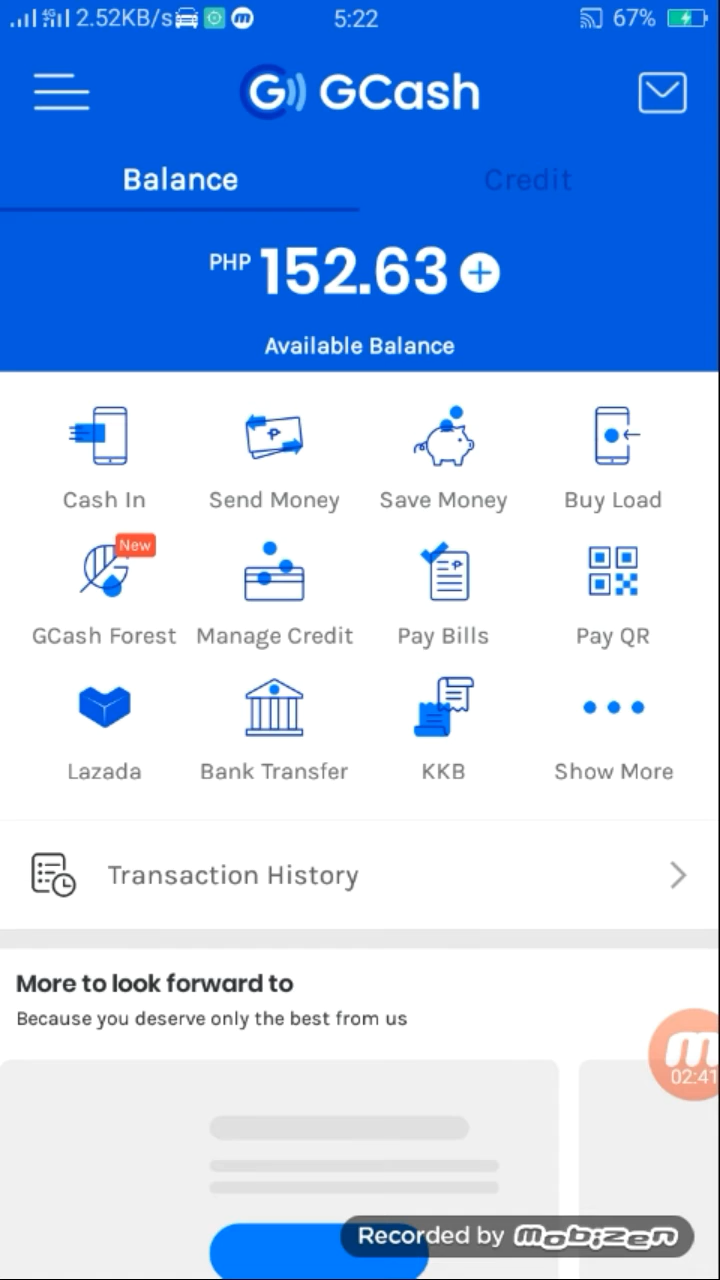 4G 2.52KB/s 5:22 67%
GCash
Balance Credit
PHP 152.63
Available Balance
Cash In Send Money Save Money Buy Load
New
GCash Forest Manage Credit Pay Bills Pay QR
Lazada Bank Transfer KKB Show More
Transaction History
More to look forward to
Because you deserve only the best from us
02:41
Recorded by mobizen